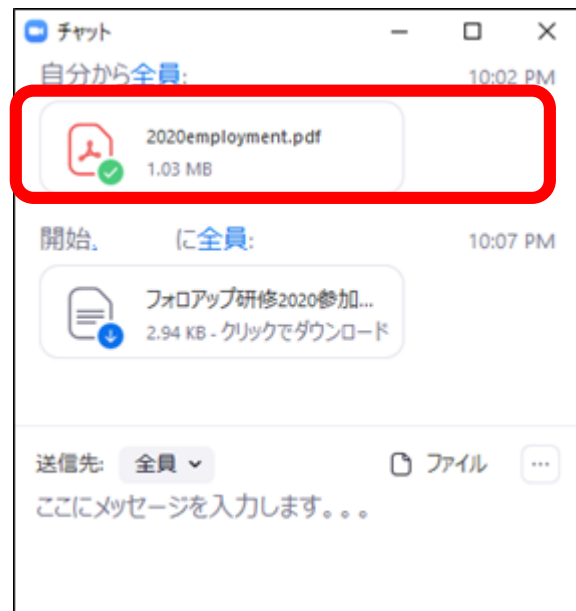 チャット
自分から全員:
10:02 PM
2020employment.pdf
1.03 MB
開始. に全員:
10:07 PM
フォロアップ研修2020参加...
2.94 KB - クリックでダウンロード
送信先: 全員
ファイル
...
ここにメッセージを入力します。。。